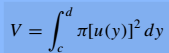 V = ∫_c^d π[u(y)]² dy